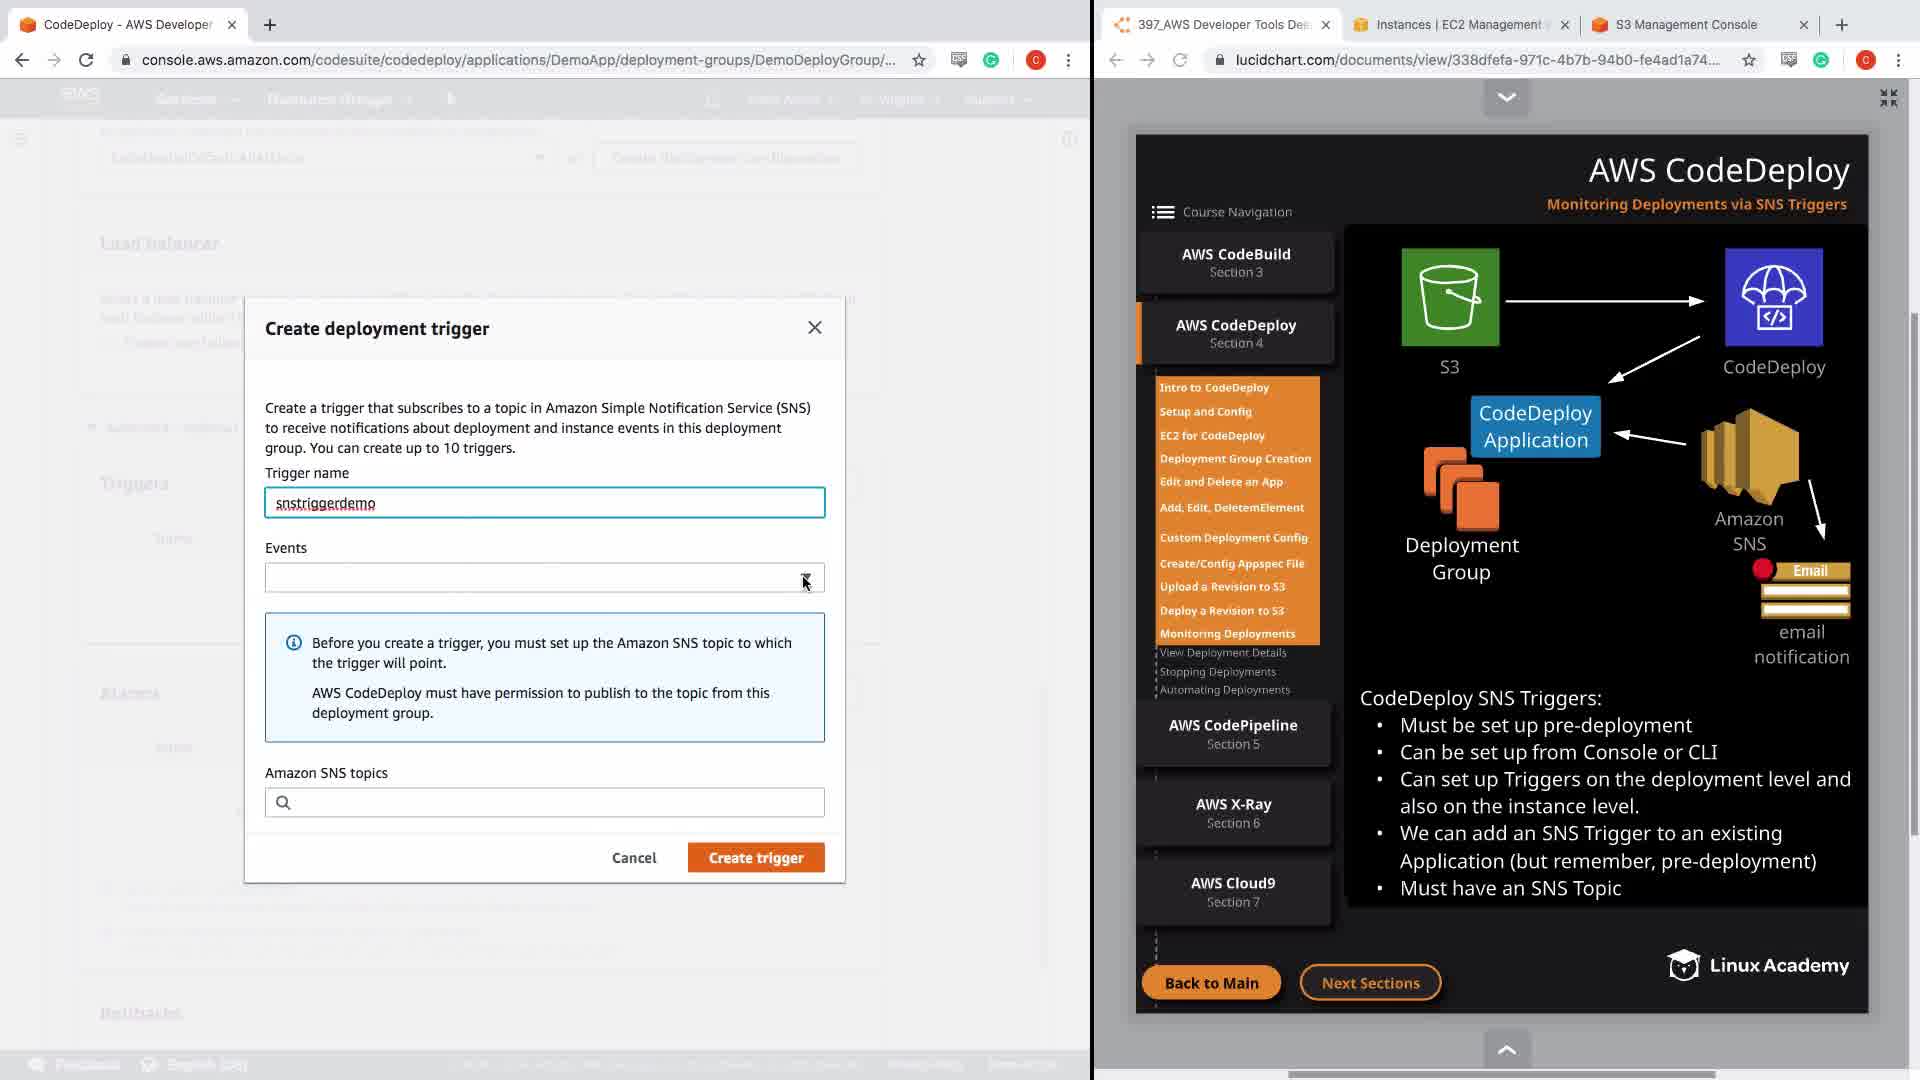 CodeDeploy - AWS Developer
console.aws.amazon.com/codesuite/codedeploy/applications/DemoApp/deployment-groups/DemoDeployGroup/...
C
aws
Load balancer
Triggers
Alarms
Rollbacks
Create deployment trigger
Create a trigger that subscribes to a topic in Amazon Simple Notification Service (SNS)
to receive notifications about deployment and instance events in this deployment
group. You can create up to 10 triggers.
Trigger name
snstriggerdemo
Events
Before you create a trigger, you must set up the Amazon SNS topic to which
the trigger will point.
AWS CodeDeploy must have permission to publish to the topic from this
deployment group.
Amazon SNS topics
Cancel
Create trigger
397_AWS Developer Tools Dee
Instances | EC2 Management
S3 Management Console
lucidchart.com/documents/view/338dfefa-971c-4b7b-94b0-fe4ad1a74...
C
AWS CodeDeploy
Monitoring Deployments via SNS Triggers
Course Navigation
AWS CodeBuild
Section 3
AWS CodeDeploy
Section 4
Intro to CodeDeploy
Setup and Config
EC2 for CodeDeploy
Deployment Group Creation
Edit and Delete an App
Add, Edit, DeletemElement
Custom Deployment Config
Create/Config Appspec File
Upload a Revision to S3
Deploy a Revision to S3
Monitoring Deployments
View Deployment Details
Stopping Deployments
Automating Deployments
AWS CodePipeline
Section 5
AWS X-Ray
Section 6
AWS Cloud9
Section 7
Back to Main
Next Sections
S3
CodeDeploy
CodeDeploy
Application
Deployment
Group
Amazon
SNS
Email
email
notification
CodeDeploy SNS Triggers:
• Must be set up pre-deployment
• Can be set up from Console or CLI
• Can set up Triggers on the deployment level and
also on the instance level.
• We can add an SNS Trigger to an existing
Application (but remember, pre-deployment)
• Must have an SNS Topic
Linux Academy